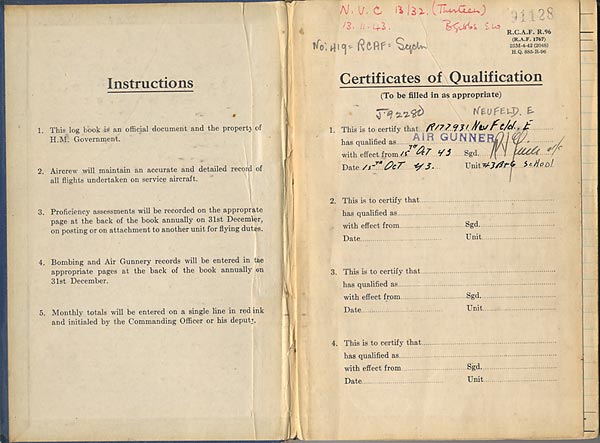 Instructions
1. This log book is an official document and the property of
H.M. Government.
2. Aircrew will maintain an accurate and detailed record of
all flights undertaken on service aircraft.
3. Proficiency assessments will be recorded on the appropriate
page at the back of the book annually on 31st December,
on posting or on attachment to another unit for flying duties.
4. Bombing and Air Gunnery records will be entered in the
appropriate pages at the back of the book annually on
31st December.
5. Monthly totals will be entered on a single line in red ink
and initialed by the Commanding Officer or his deputy.
N.V.C 13/32. (Thirteen)
13.11.43.
91128
R.C.A.F. R.96
(R.A.F. 1767)
No: 419= RCAF= Sqdn
H.Q. 885-R-96
Certificates of Qualification
(To be filled in as appropriate)
J.92280 NEUFELD. E
1. This is to certify that R177931 Neufeld. E
has qualified as AIR GUNNER
with effect from 15TH OCT 43 Sgd.
Date 15TH OCT 43. Unit #3 B+G School
2. This is to certify that
has qualified as
with effect from Sgd.
Date Unit
3. This is to certify that
has qualified as
with effect from Sgd.
Date Unit
4. This is to certify that
has qualified as
with effect from Sgd.
Date Unit